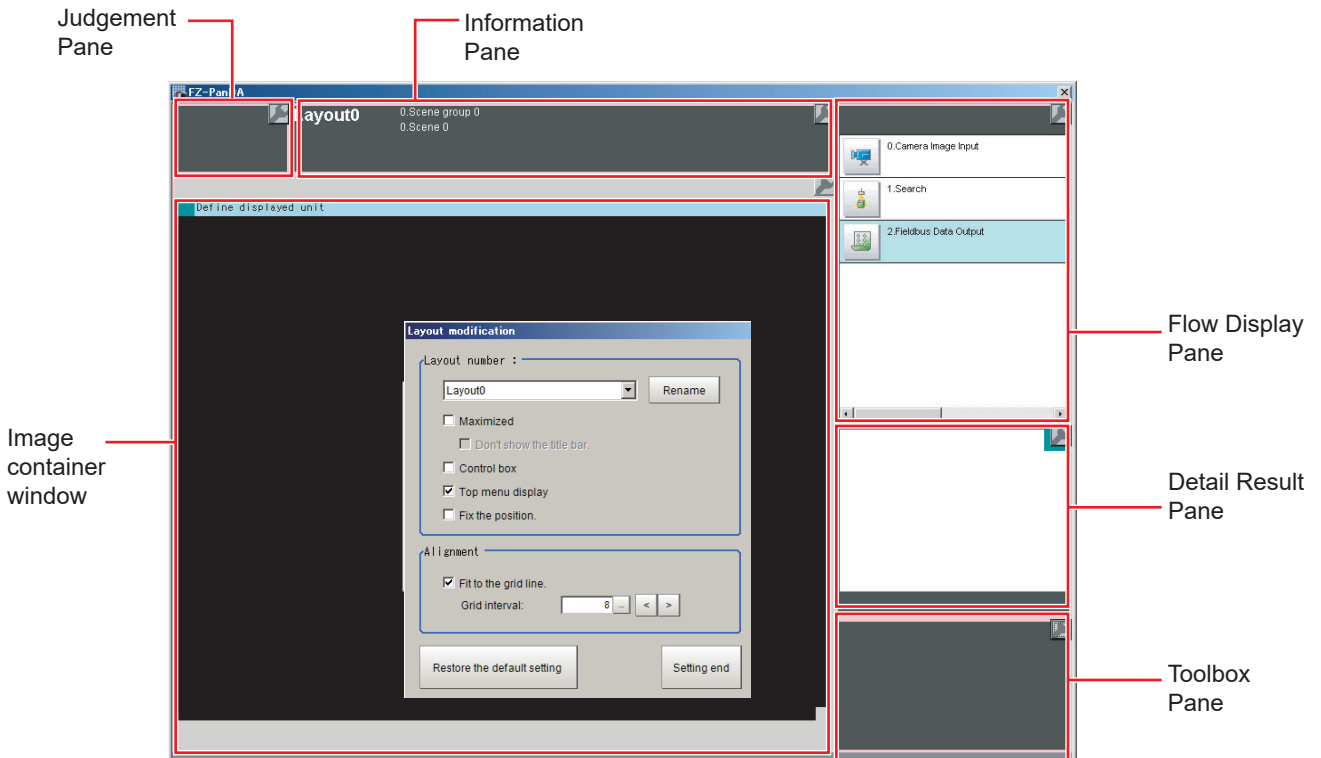 Judgement
Pane
Information
Pane
FZ-PanDA
Layout0
0.Scene group 0
0.Scene 0
0.Camera Image Input
1.Search
2.Fieldbus Data Output
Define displayed unit
Layout modification
Layout number :
Layout0
Rename
Maximized
Don't show the title bar.
Control box
Top menu display
Fix the position.
Alignment
Fit to the grid line.
Grid interval:
8
...
<
>
Restore the default setting
Setting end
Image
container
window
Flow Display
Pane
Detail Result
Pane
Toolbox
Pane